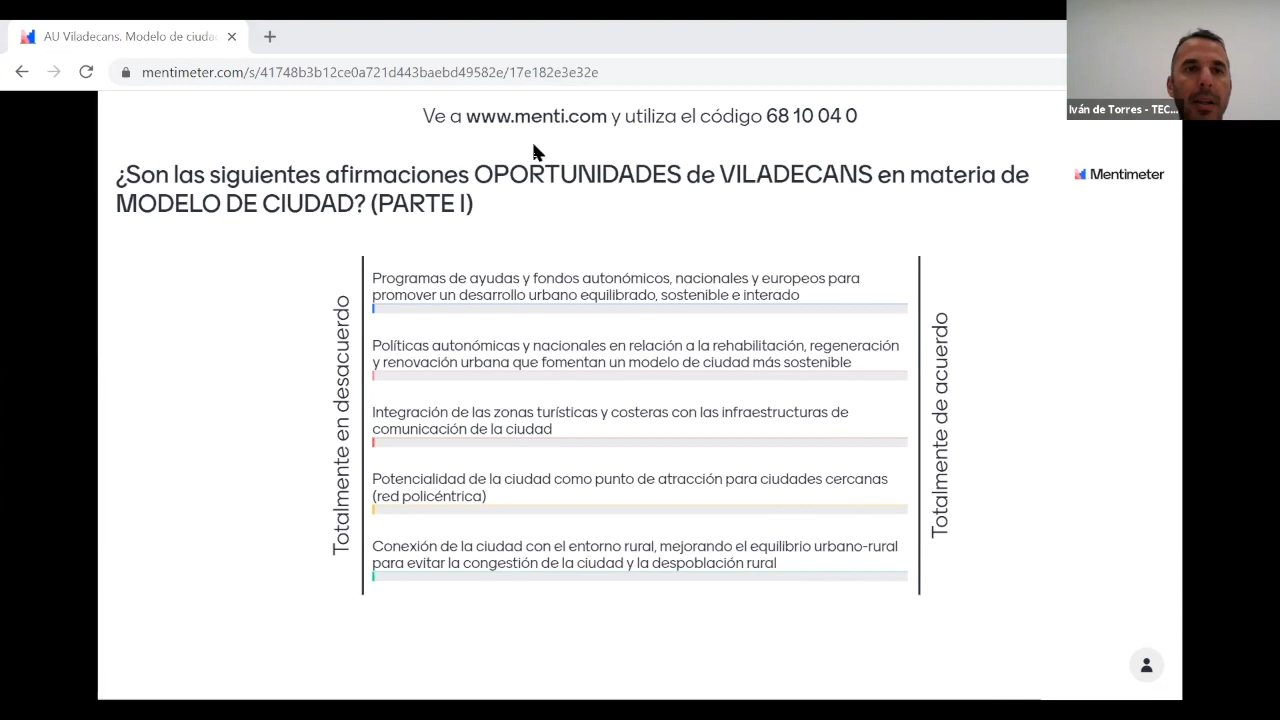 AU Viladecans. Modelo de ciuda
mentimeter.com/s/41748b3b12ce0a721d443baebd49582e/17e182e3e32e
Iván de Torres - TEC...
Ve a www.menti.com y utiliza el código 68 10 04 0
¿Son las siguientes afirmaciones OPORTUNIDADES de VILADECANS en materia de
MODELO DE CIUDAD? (PARTE I)
Mentimeter
Totalmente en desacuerdo
Programas de ayudas y fondos autonómicos, nacionales y europeos para
promover un desarrollo urbano equilibrado, sostenible e interado
Políticas autonómicas y nacionales en relación a la rehabilitación, regeneración
y renovación urbana que fomentan un modelo de ciudad más sostenible
Integración de las zonas turísticas y costeras con las infraestructuras de
comunicación de la ciudad
Potencialidad de la ciudad como punto de atracción para ciudades cercanas
(red policéntrica)
Conexión de la ciudad con el entorno rural, mejorando el equilibrio urbano-rural
para evitar la congestión de la ciudad y la despoblación rural
Totalmente de acuerdo